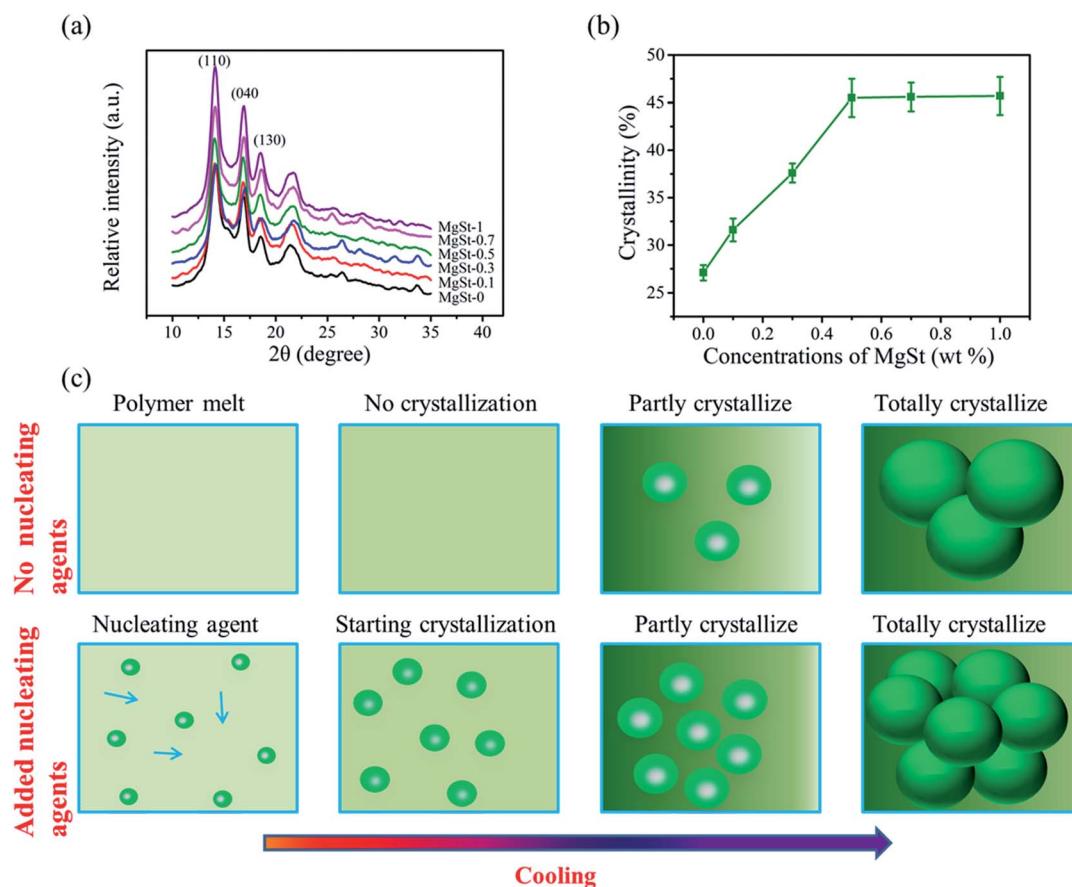 (a)
(110)
(040
(130)
MgSt-1
MgSt-0.7
MgSt-0.5
MgSt-0.3
MgSt-0.1
MgSt-0
Relative intensity (a.u.)
10 15 20 25 30 35 40
2θ (degree)
(b)
50
45
40
35
30
25
Crystallinity (%)
0.0 0.2 0.4 0.6 0.8 1.0
Concentrations of MgSt (wt %)
(c)
Polymer melt No crystallization Partly crystallize Totally crystallize
No nucleating
agents
Nucleating agent Starting crystallization Partly crystallize Totally crystallize
Added nucleating
agents
Cooling